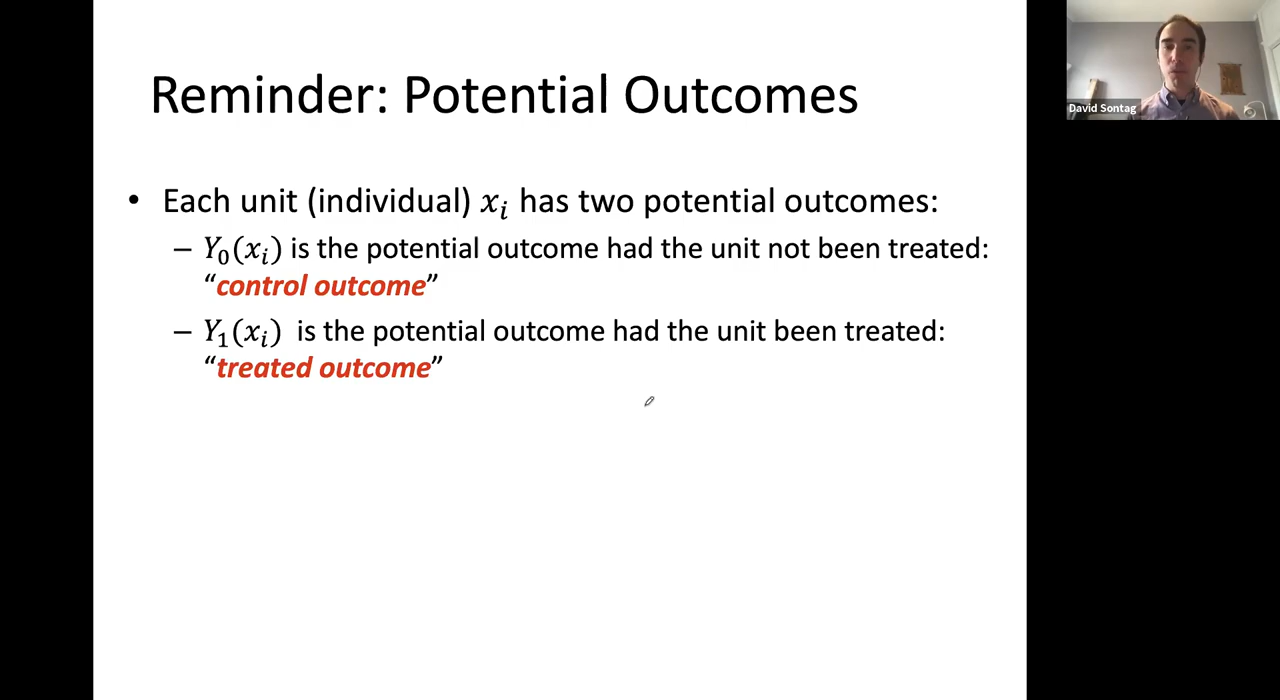 Reminder: Potential Outcomes
• Each unit (individual) xᵢ has two potential outcomes:
– Y₀(xᵢ) is the potential outcome had the unit not been treated:
“control outcome”
– Y₁(xᵢ) is the potential outcome had the unit been treated:
“treated outcome”
David Sontag